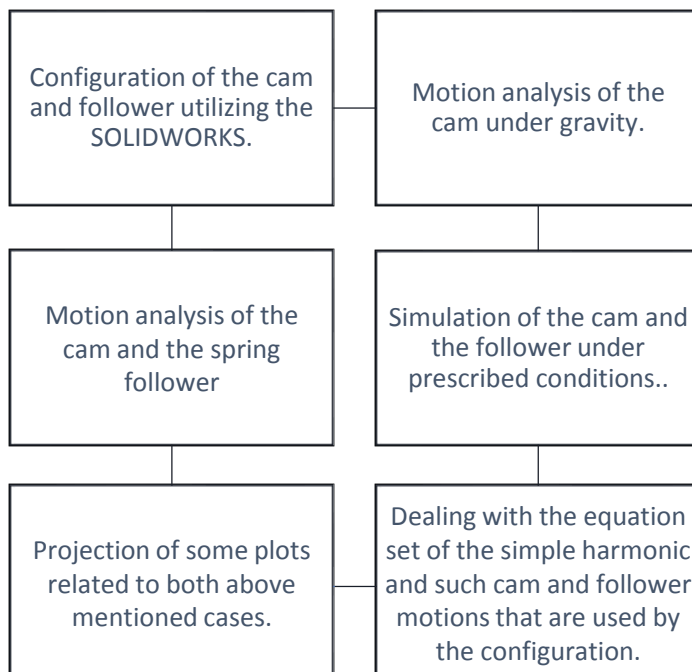 Configuration of the cam
and follower utilizing the
SOLIDWORKS.
Motion analysis of the
cam under gravity.
Motion analysis of the
cam and the spring
follower
Simulation of the cam and
the follower under
prescribed conditions..
Projection of some plots
related to both above
mentioned cases.
Dealing with the equation
set of the simple harmonic
and such cam and follower
motions that are used by
the configuration.